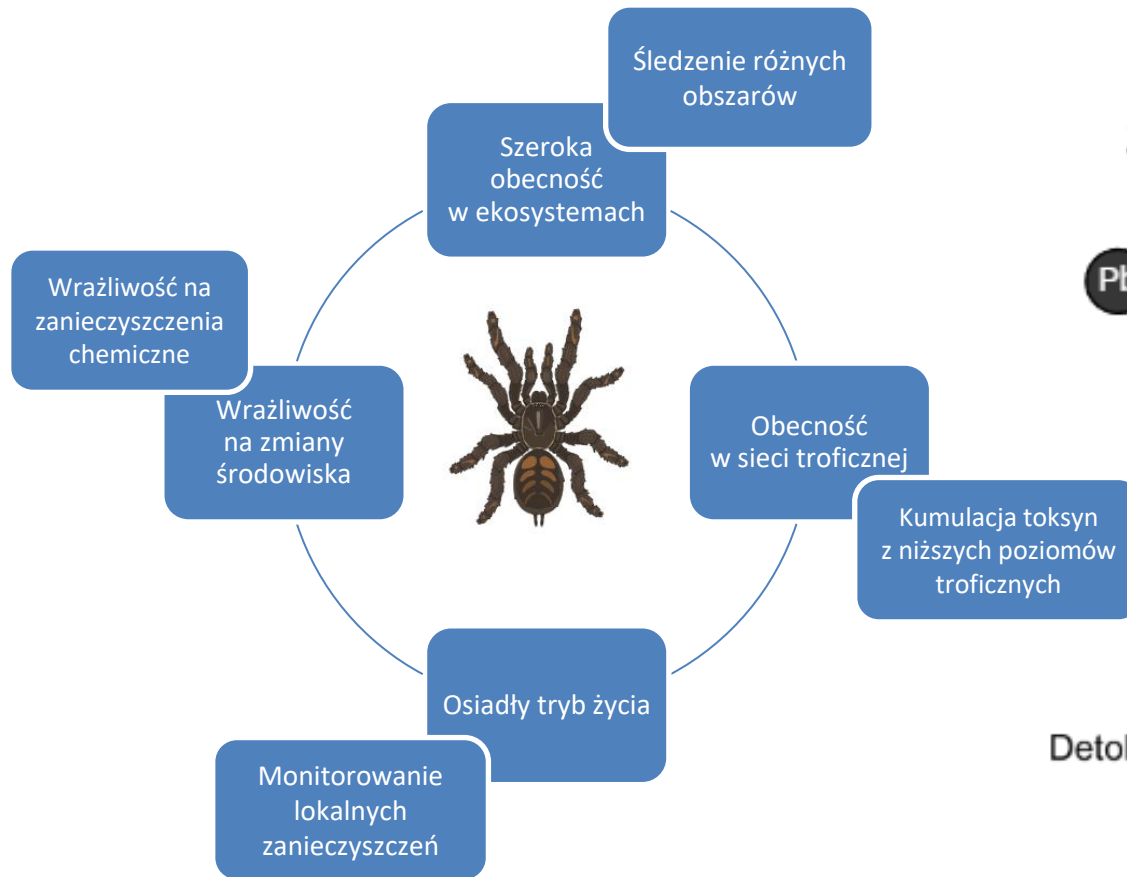 Śledzenie różnych
obszarów
Szeroka
obecność
w ekosystemach
Wrażliwość na
zanieczyszczenia
chemiczne
Wrażliwość
na zmiany
środowiska
Obecność
w sieci troficznej
Kumulacja toksyn
z niższych poziomów
troficznych
Osiadły tryb życia
Monitorowanie
lokalnych
zanieczyszczeń
Pb